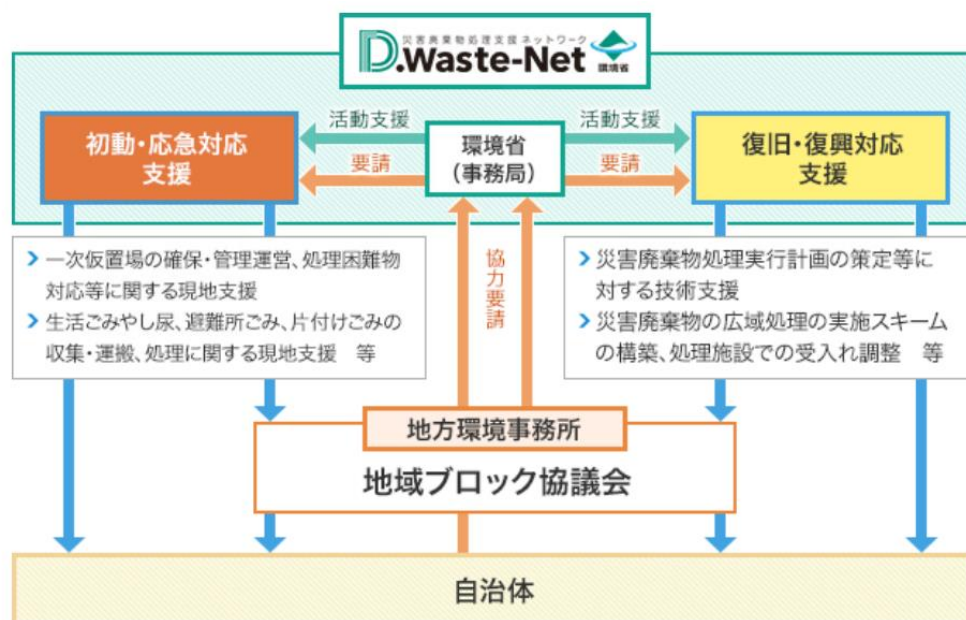 災害廃棄物処理支援ネットワーク
D.Waste-Net
環境省
初動・応急対応
支援
活動支援
要請
環境省
(事務局)
活動支援
要請
復旧・復興対応
支援
一次仮置場の確保・管理運営、処理困難物
対応等に関する現地支援
生活ごみやし尿、避難所ごみ、片付けごみの
収集・運搬、処理に関する現地支援 等
協力要請
災害廃棄物処理実行計画の策定等に
対する技術支援
災害廃棄物の広域処理の実施スキーム
の構築、処理施設での受入れ調整 等
地方環境事務所
地域ブロック協議会
自治体